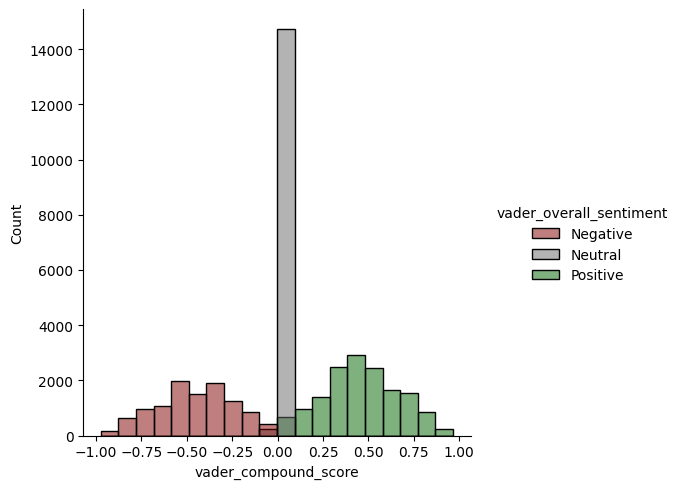 14000
12000
10000
8000
6000
4000
2000
0
Count
−1.00 −0.75 −0.50 −0.25 0.00 0.25 0.50 0.75 1.00
vader_compound_score
vader_overall_sentiment
Negative
Neutral
Positive